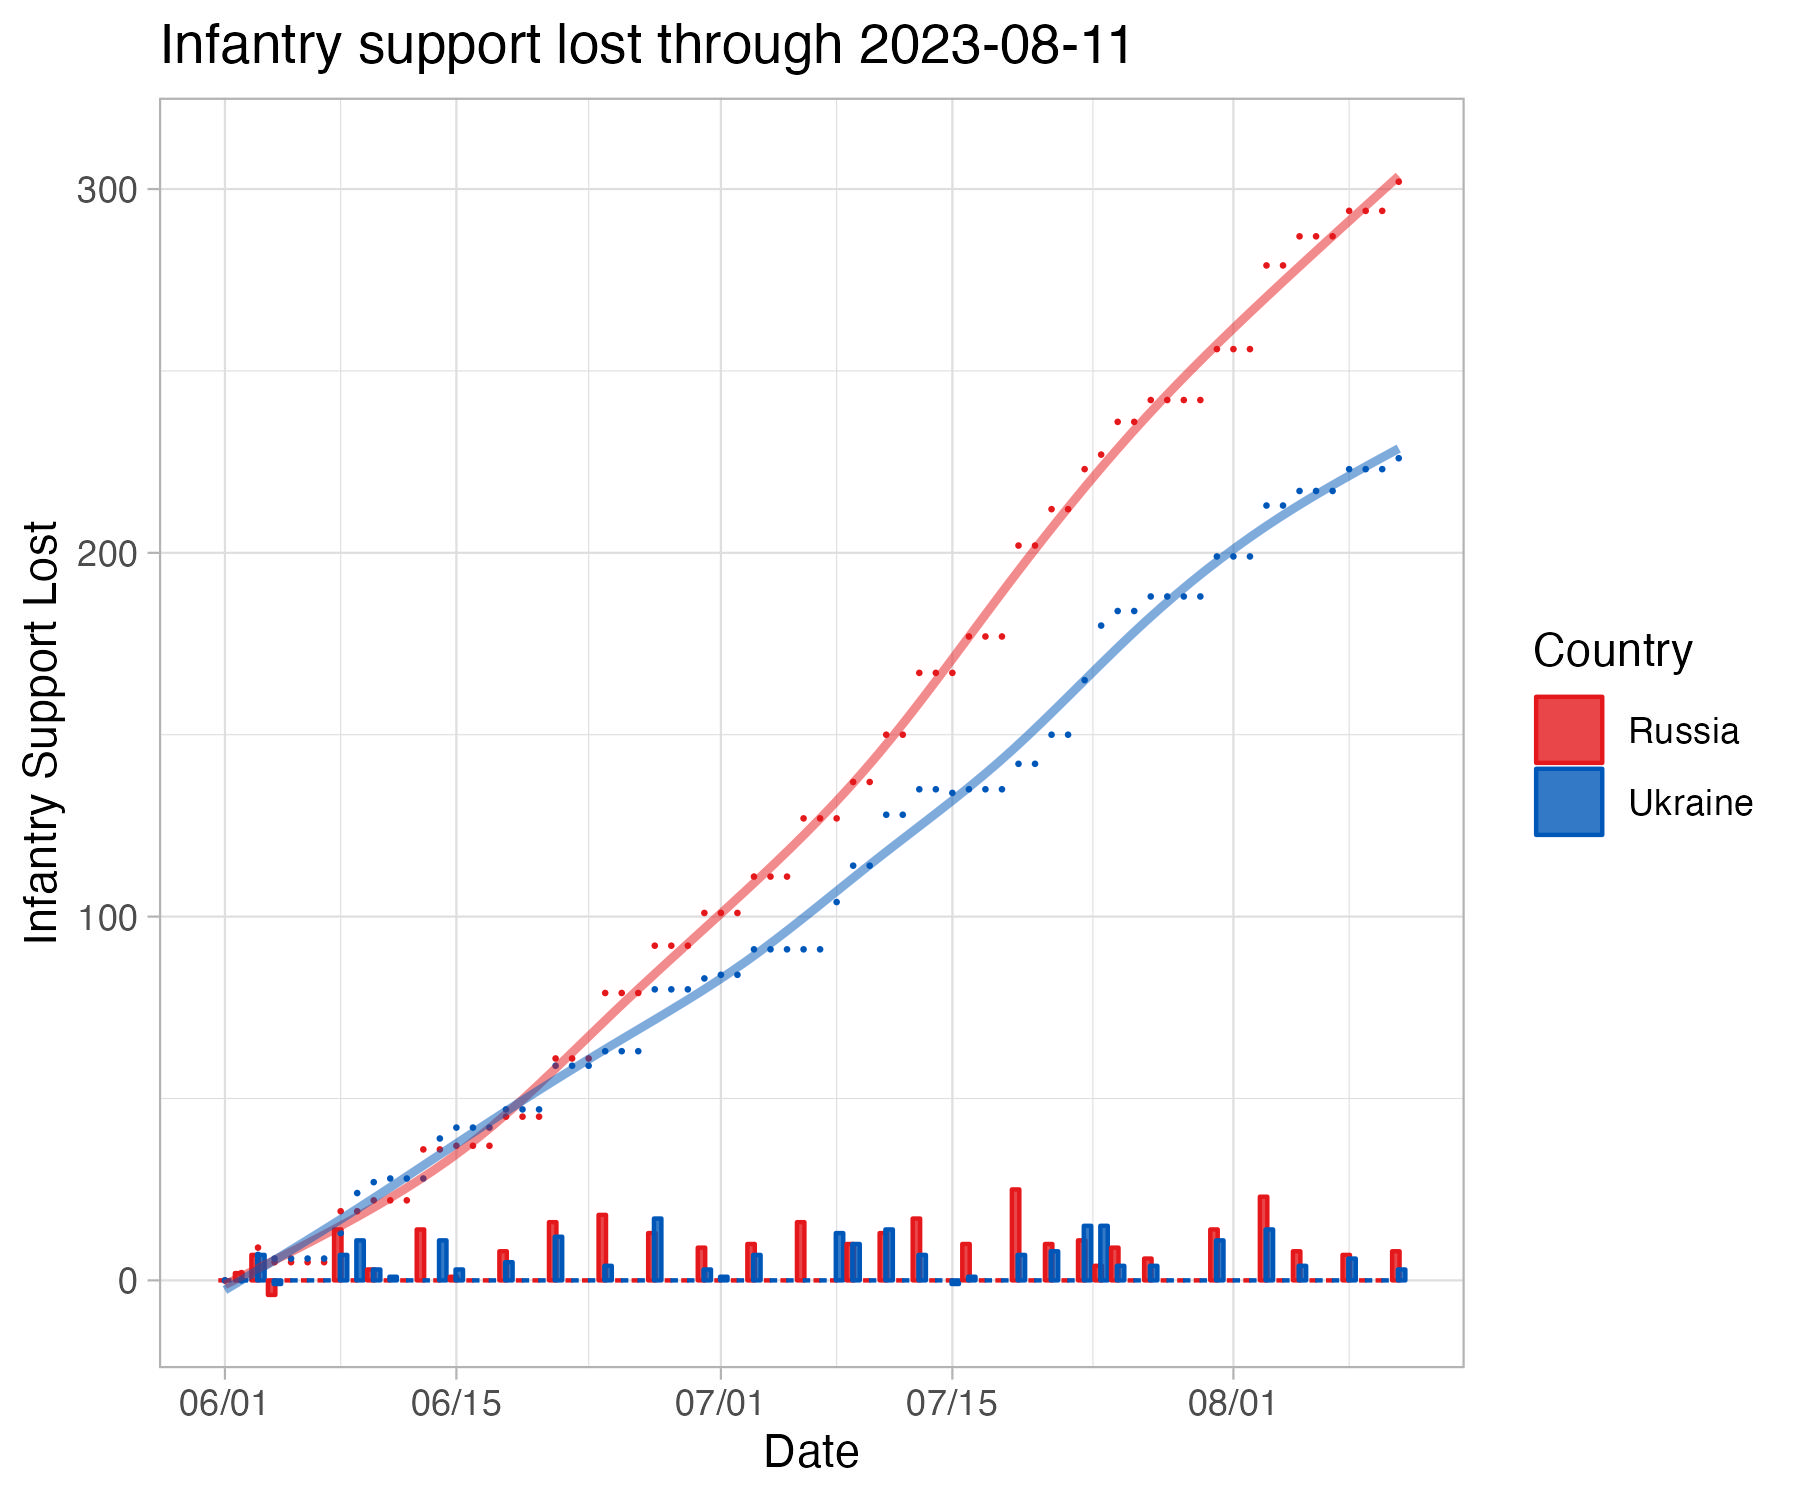 Infantry support lost through 2023-08-11
Infantry Support Lost
300
200
100
0
06/01 06/15 07/01 07/15 08/01
Date
Country
Russia
Ukraine